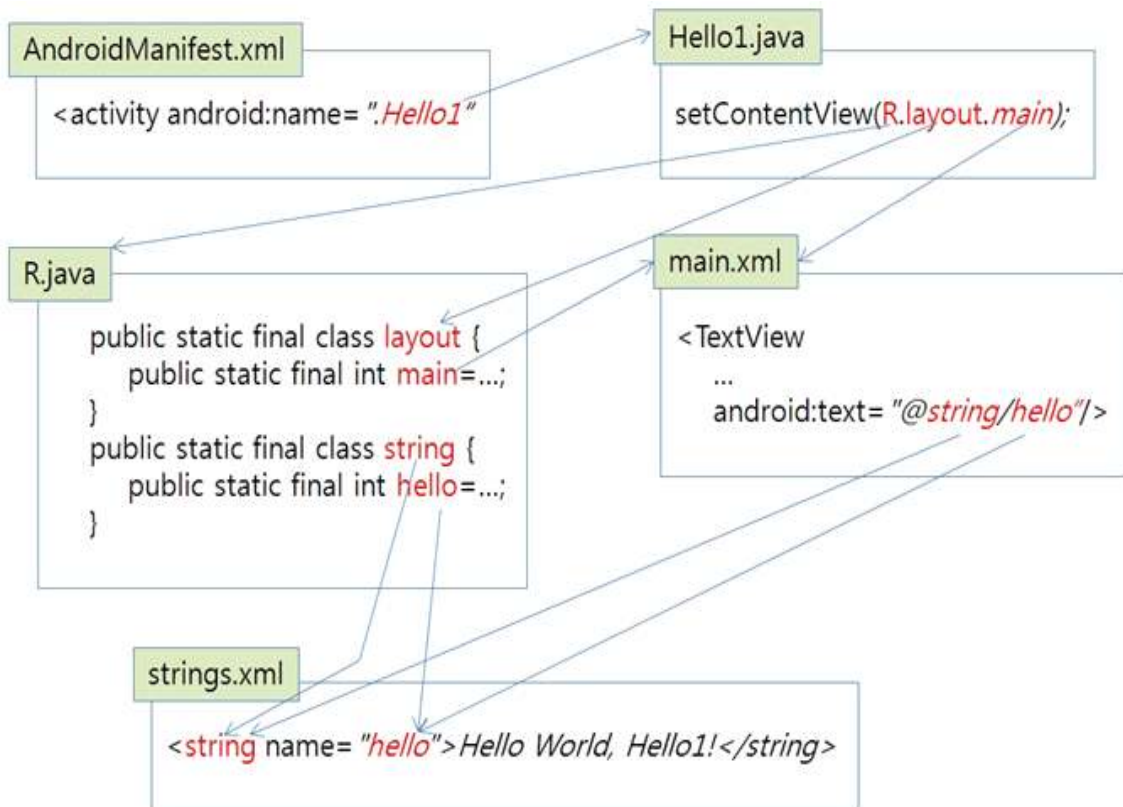 AndroidManifest.xml
<activity android:name= ".Hello1"
Hello1.java
setContentView(R.layout.main);
R.java
public static final class layout {
public static final int main=...;
}
public static final class string {
public static final int hello=...;
}
main.xml
<TextView
...
android:text= "@string/hello"/>
strings.xml
<string name= "hello">Hello World, Hello1!</string>